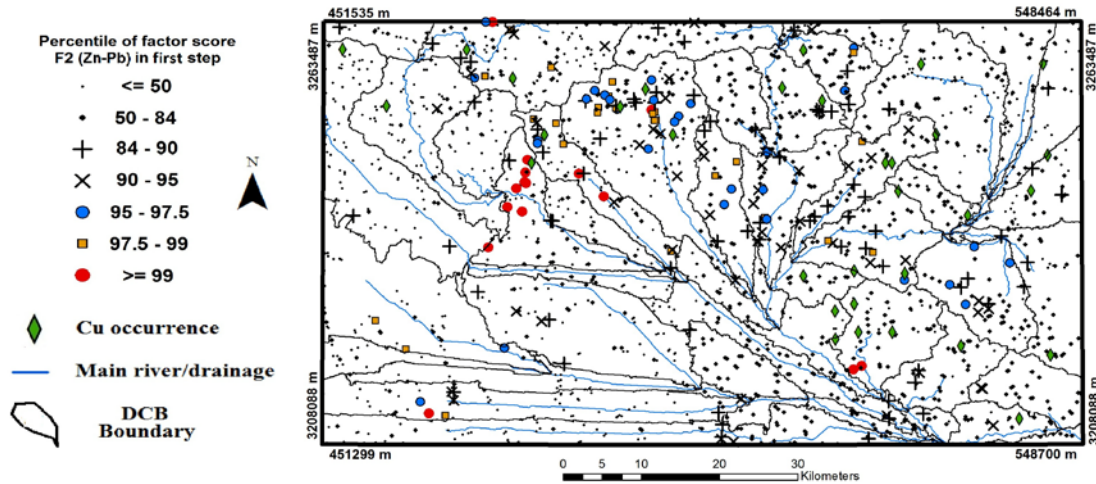 Percentile of factor score
F2 (Zn-Pb) in first step
<= 50
50 - 84
84 - 90
90 - 95
95 - 97.5
97.5 - 99
>= 99
Cu occurrence
Main river/drainage
DCB
Boundary
N
451535 m
548464 m
3263487 m
3263487 m
3208088 m
3208088 m
451299 m
548700 m
0 5 10 20 30
Kilometers